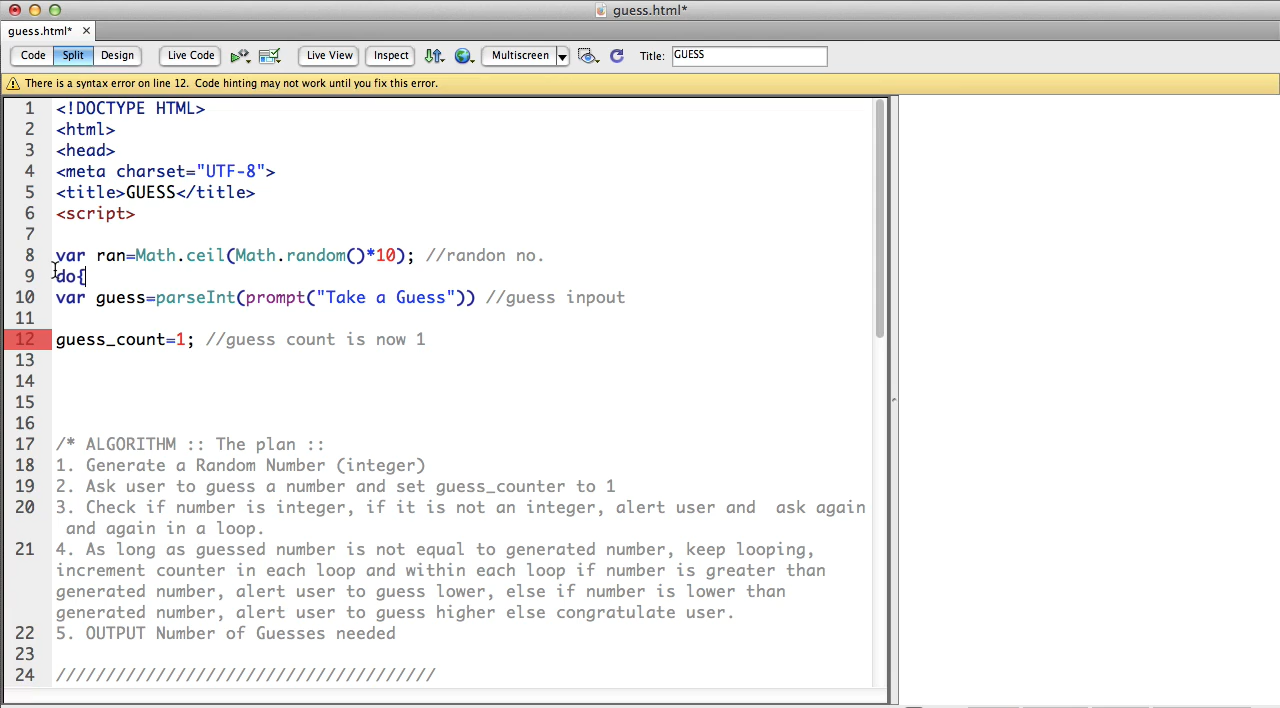 guess.html*
guess.html* ×
Code Split Design Live Code Live View Inspect Multiscreen Title: GUESS
There is a syntax error on line 12. Code hinting may not work until you fix this error.
1 <!DOCTYPE HTML>
2 <html>
3 <head>
4 <meta charset="UTF-8">
5 <title>GUESS</title>
6 <script>
7
8 var ran=Math.ceil(Math.random()*10); //randon no.
9 do{
10 var guess=parseInt(prompt("Take a Guess")) //guess inpout
11
12 guess_count=1; //guess count is now 1
13
14
15
16
17 /* ALGORITHM :: The plan ::
18 1. Generate a Random Number (integer)
19 2. Ask user to guess a number and set guess_counter to 1
20 3. Check if number is integer, if it is not an integer, alert user and  ask again
and again in a loop.
21 4. As long as guessed number is not equal to generated number, keep looping,
increment counter in each loop and within each loop if number is greater than
generated number, alert user to guess lower, else if number is lower than
generated number, alert user to guess higher else congratulate user.
22 5. OUTPUT Number of Guesses needed
23
24 //////////////////////////////////////